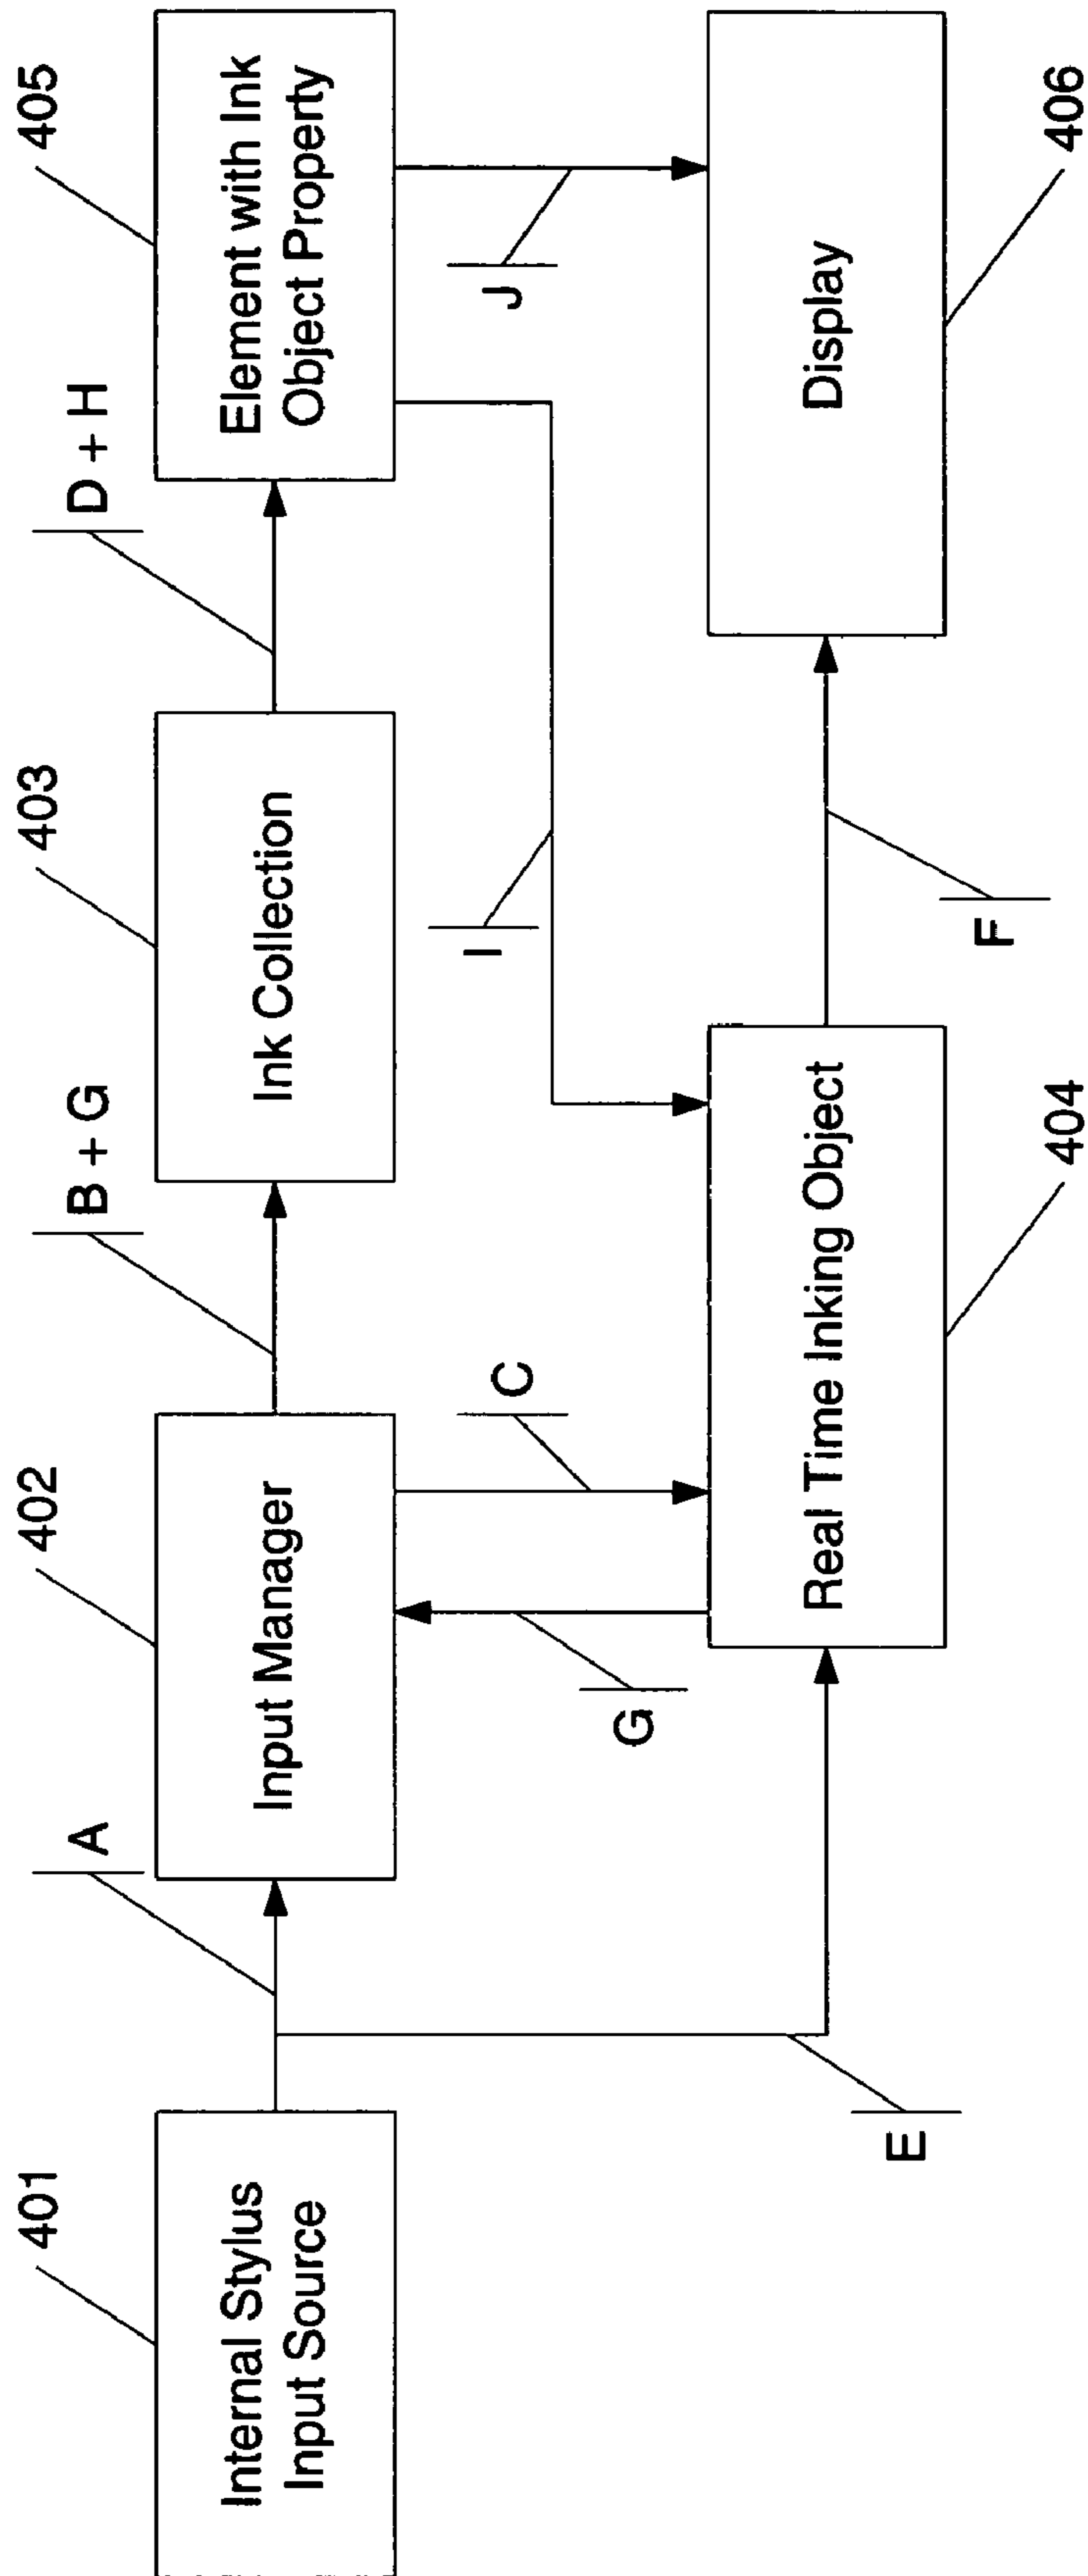 401
402
403
405
A
B + G
D + H
Internal Stylus
Input Source
Input Manager
Ink Collection
Element with Ink
Object Property
G
C
I
J
E
Real Time Inking Object
F
Display
404
406